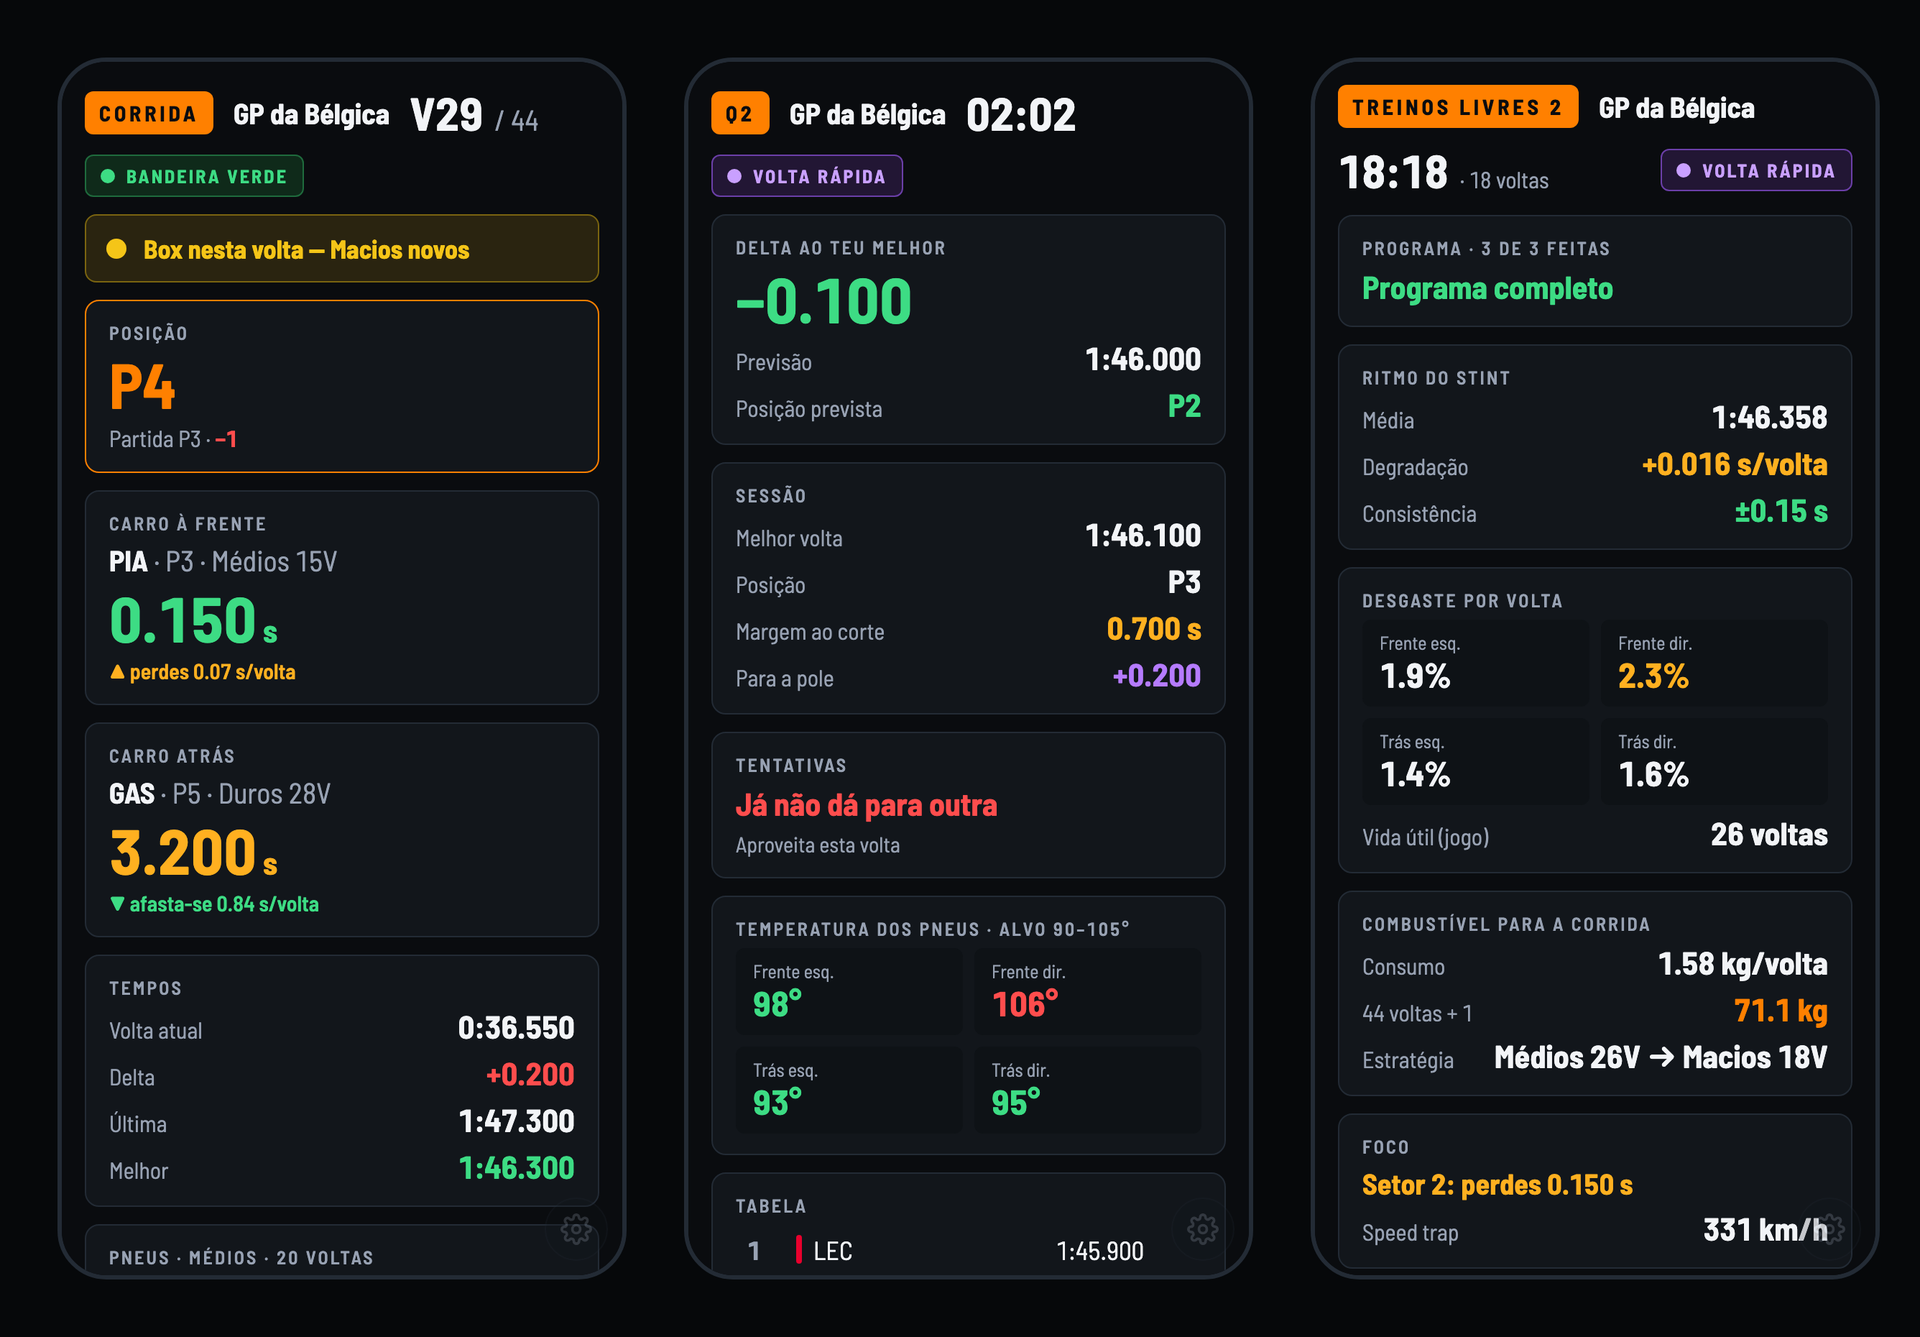 CORRIDA GP da Bélgica V29 / 44
BANDEIRA VERDE
Box nesta volta – Macios novos
POSIÇÃO
P4
Partida P3 · −1
CARRO À FRENTE
PIA · P3 · Médios 15V
0.150 s
▲ perdes 0.07 s/volta
CARRO ATRÁS
GAS · P5 · Duros 28V
3.200 s
▼ afasta-se 0.84 s/volta
TEMPOS
Volta atual 0:36.550
Delta +0.200
Última 1:47.300
Melhor 1:46.300
PNEUS · MÉDIOS · 20 VOLTAS
Q2 GP da Bélgica 02:02
VOLTA RÁPIDA
DELTA AO TEU MELHOR
−0.100
Previsão 1:46.000
Posição prevista P2
SESSÃO
Melhor volta 1:46.100
Posição P3
Margem ao corte 0.700 s
Para a pole +0.200
TENTATIVAS
Já não dá para outra
Aproveita esta volta
TEMPERATURA DOS PNEUS · ALVO 90–105°
Frente esq. Frente dir.
98° 106°
Trás esq. Trás dir.
93° 95°
TABELA
1 LEC 1:45.900
TREINOS LIVRES 2 GP da Bélgica
18:18 · 18 voltas VOLTA RÁPIDA
PROGRAMA · 3 DE 3 FEITAS
Programa completo
RITMO DO STINT
Média 1:46.358
Degradação +0.016 s/volta
Consistência ±0.15 s
DESGASTE POR VOLTA
Frente esq. Frente dir.
1.9% 2.3%
Trás esq. Trás dir.
1.4% 1.6%
Vida útil (jogo) 26 voltas
COMBUSTÍVEL PARA A CORRIDA
Consumo 1.58 kg/volta
44 voltas + 1 71.1 kg
Estratégia Médios 26V → Macios 18V
FOCO
Setor 2: perdes 0.150 s
Speed trap 331 km/h